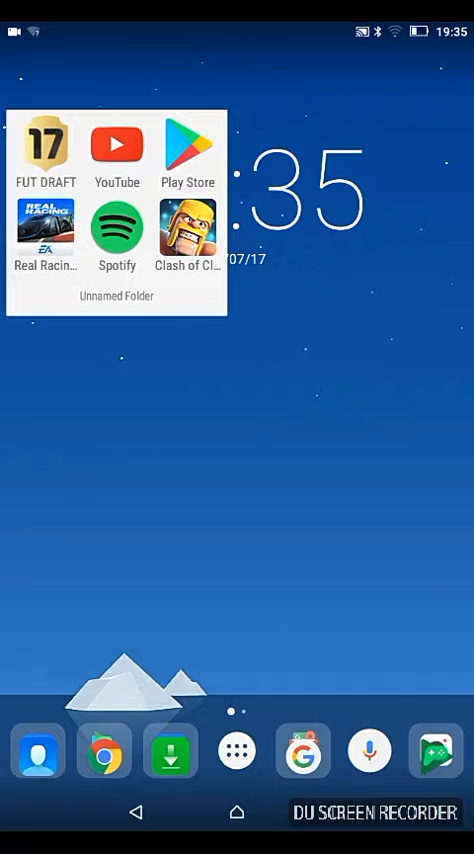 19:35
17
FUT DRAFT
YouTube
Play Store
:35
REAL RACING
EA
Real Racin...
Spotify
Clash of Cl...
/07/17
Unnamed Folder
G
DU SCREEN RECORDER